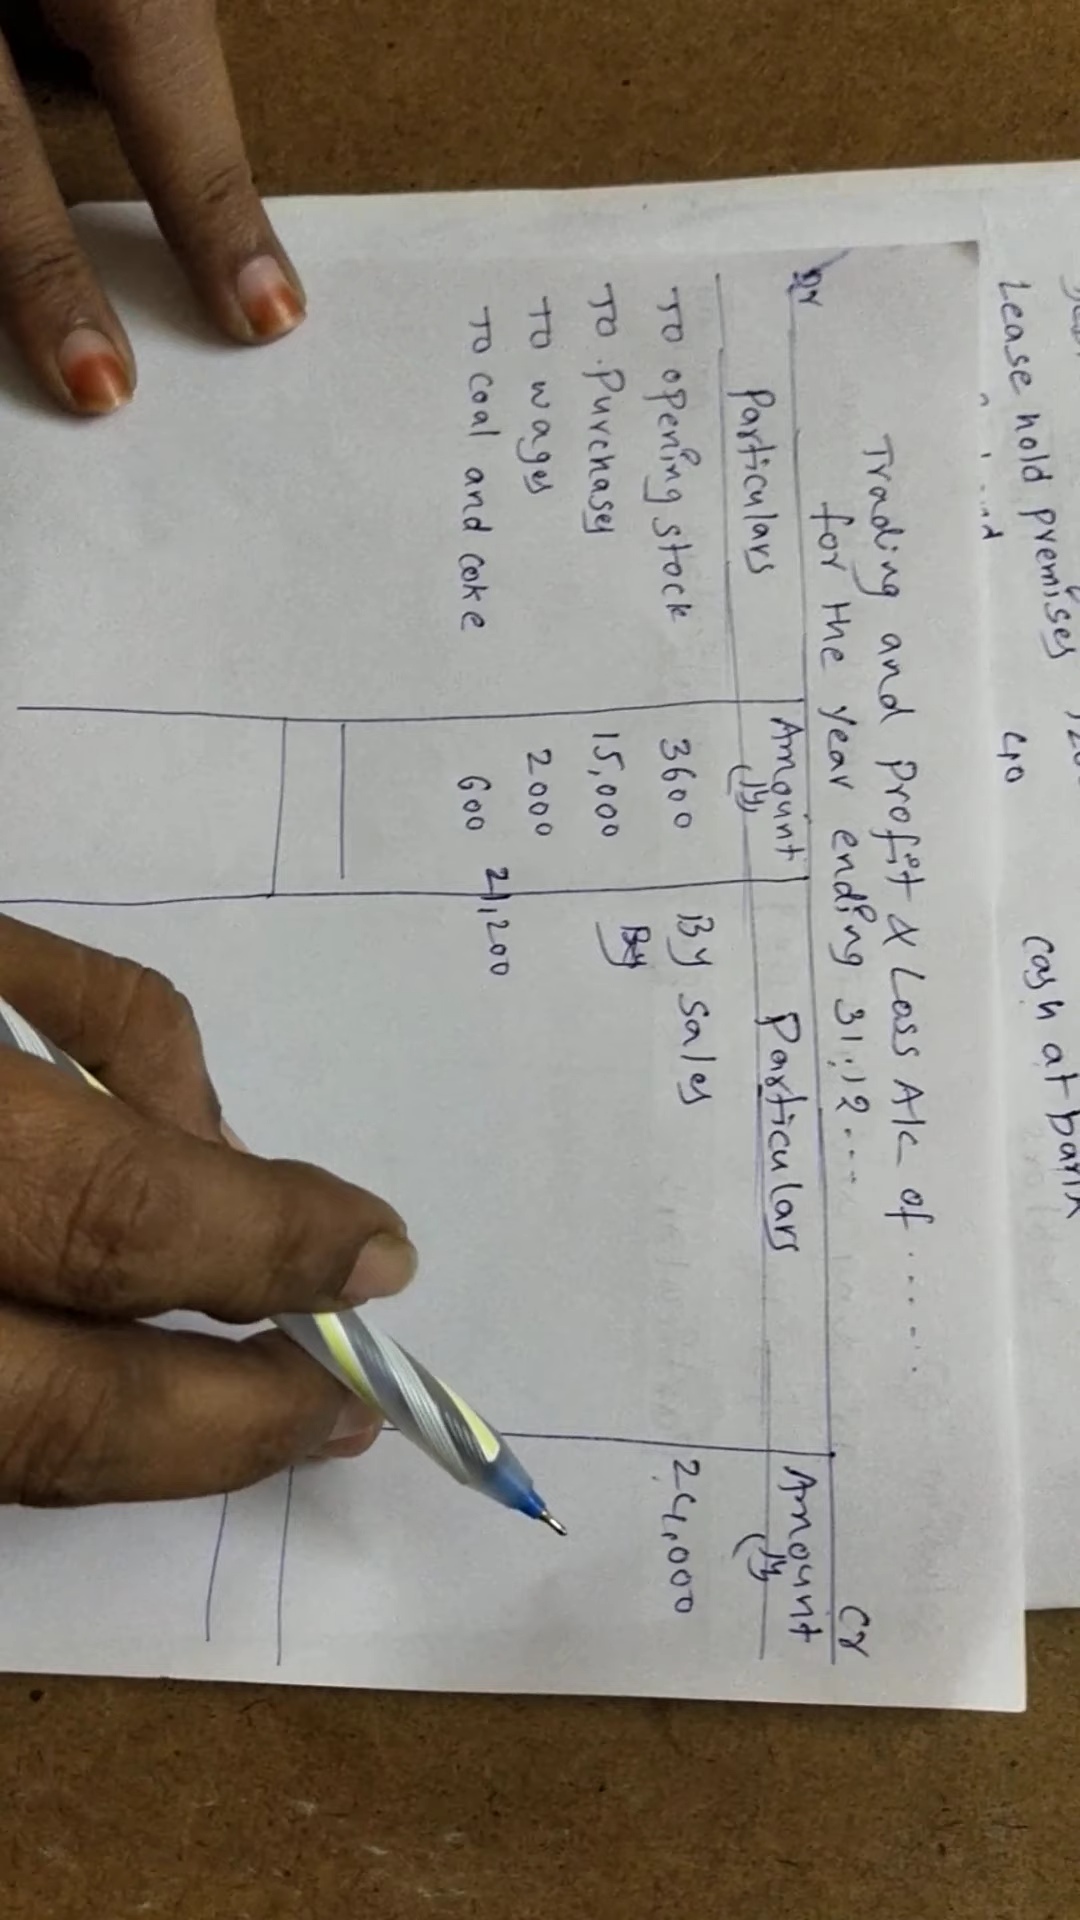 Lease hold premises
40
cash at bank
Trading and Profit & Loss A/c of . . . . . .
for the year ending 31.12....
Dr
Cr
Particulars Amount Particulars Amount
To opening stock 3600 By sales 24,000
To Purchases 15,000 By
To wages 2000
To coal and coke 600 21,200